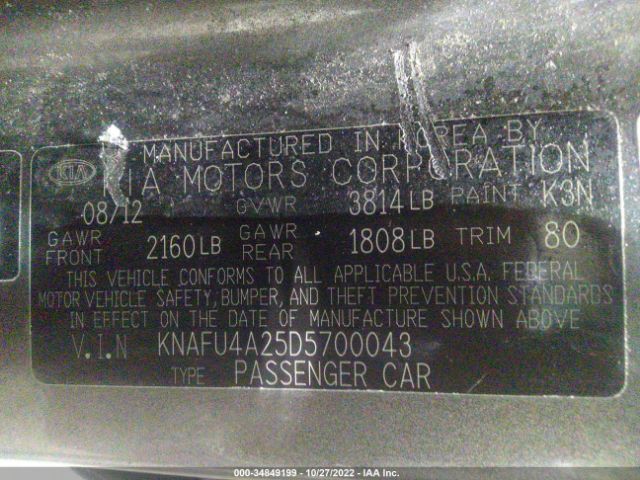 MANUFACTURED IN KOREA BY
KIA KIA MOTORS CORPORATION
08/12 GVWR 3814LB PAINT K3N
GAWR FRONT 2160LB GAWR REAR 1808LB TRIM 80
THIS VEHICLE CONFORMS TO ALL APPLICABLE U.S.A. FEDERAL
MOTOR VEHICLE SAFETY, BUMPER, AND THEFT PREVENTION STANDARDS
IN EFFECT ON THE DATE OF MANUFACTURE SHOWN ABOVE
V.I.N KNAFU4A25D5700043
TYPE PASSENGER CAR
000-34849199 - 10/27/2022 - IAA Inc.